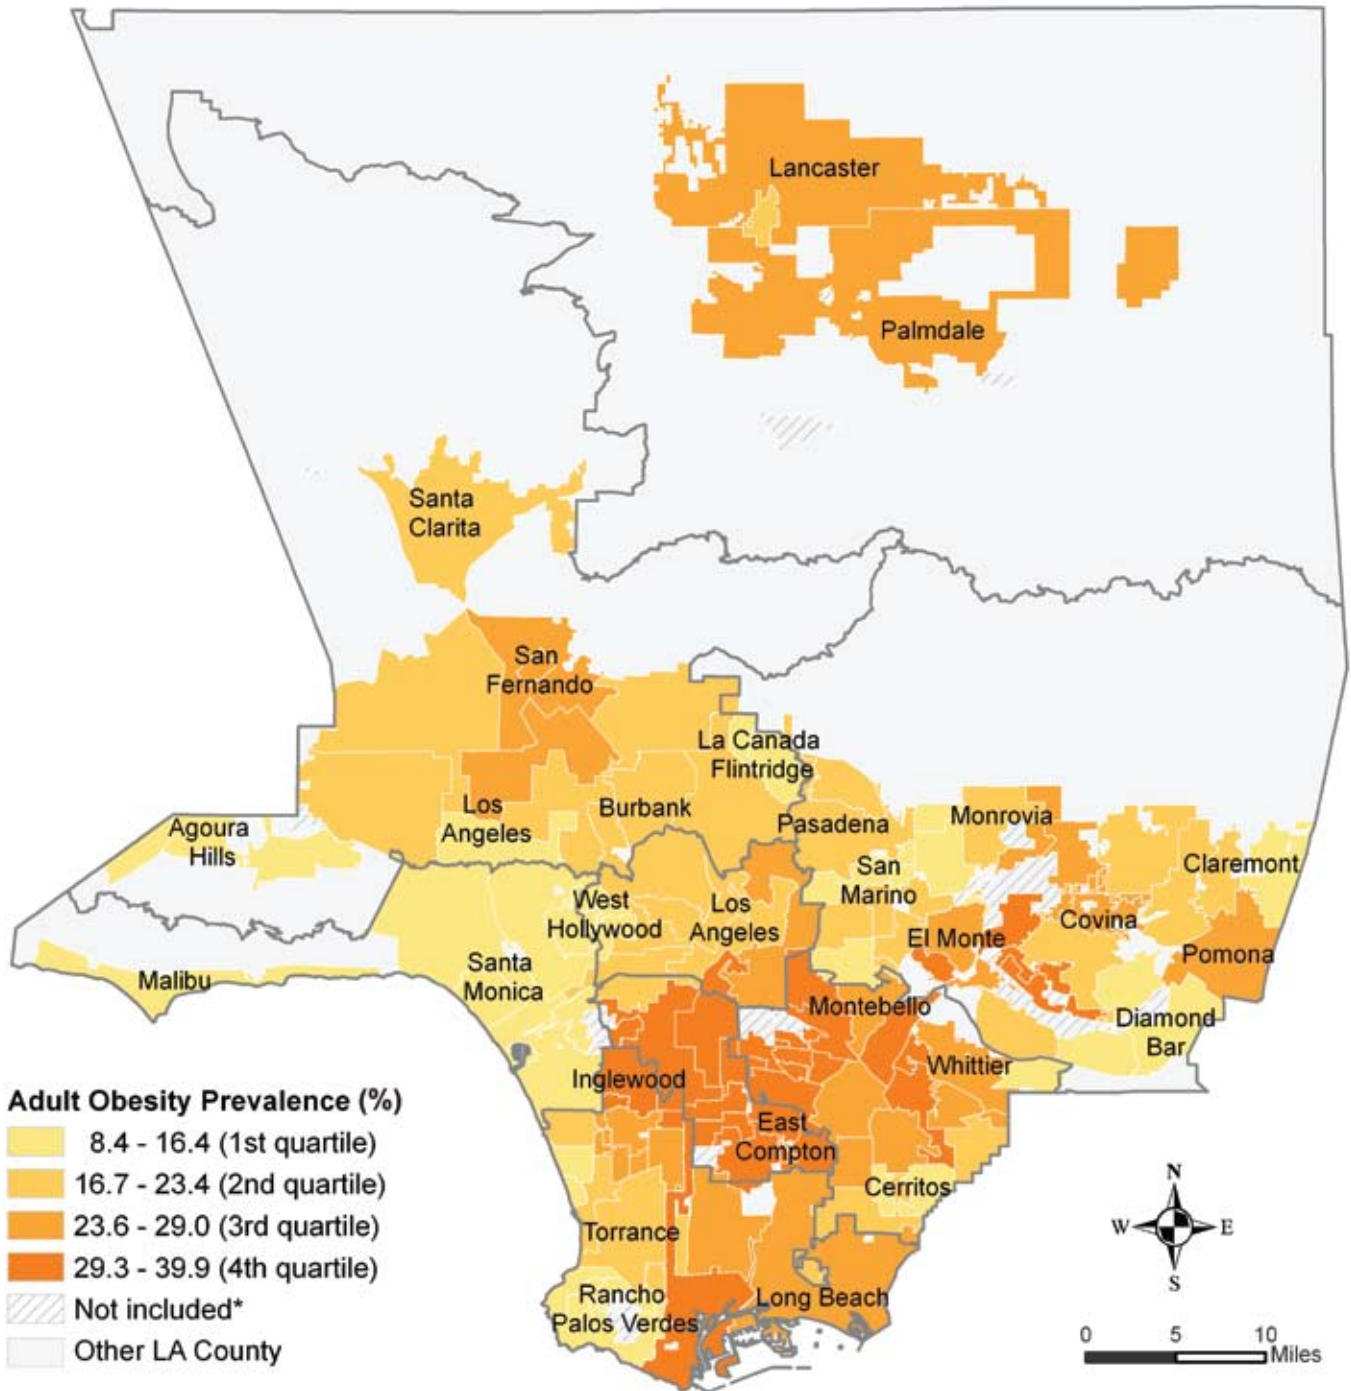 Lancaster
Palmdale
Santa
Clarita
San
Fernando
La Canada
Flintridge
Los
Angeles
Burbank
Pasadena
Monrovia
Agoura
Hills
San
Marino
Claremont
West
Hollywood
Los
Angeles
El Monte
Covina
Pomona
Malibu
Santa
Monica
Montebello
Diamond
Bar
Whittier
Inglewood
East
Compton
Cerritos
Torrance
Rancho
Palos Verdes
Long Beach
Adult Obesity Prevalence (%)
8.4 - 16.4 (1st quartile)
16.7 - 23.4 (2nd quartile)
23.6 - 29.0 (3rd quartile)
29.3 - 39.9 (4th quartile)
Not included*
Other LA County
N
W E
S
0 5 10
Miles